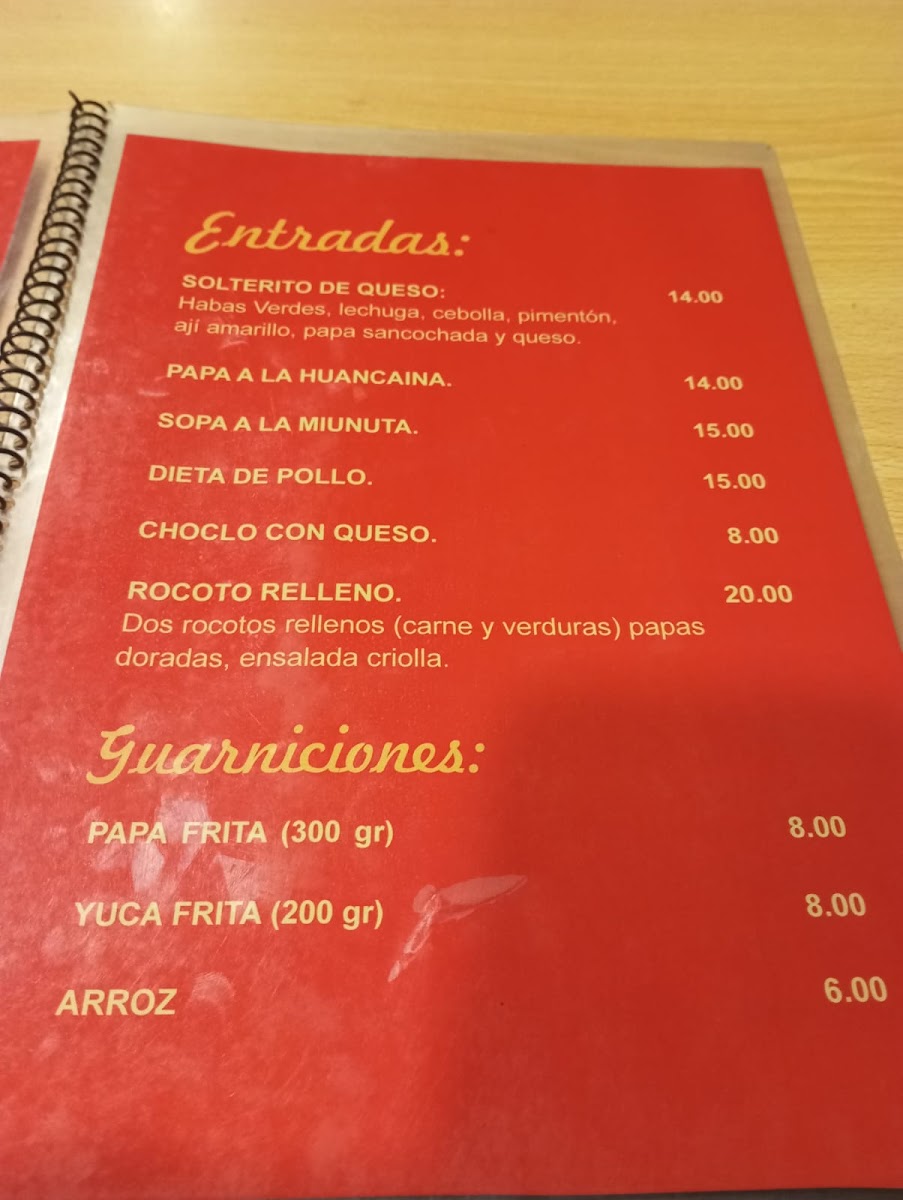 Entradas:
SOLTERITO DE QUESO: 14.00
Habas Verdes, lechuga, cebolla, pimentón,
ají amarillo, papa sancochada y queso.
PAPA A LA HUANCAINA. 14.00
SOPA A LA MIUNUTA. 15.00
DIETA DE POLLO. 15.00
CHOCLO CON QUESO. 8.00
ROCOTO RELLENO. 20.00
Dos rocotos rellenos (carne y verduras) papas
doradas, ensalada criolla.
Guarniciones:
PAPA FRITA (300 gr) 8.00
YUCA FRITA (200 gr) 8.00
ARROZ 6.00